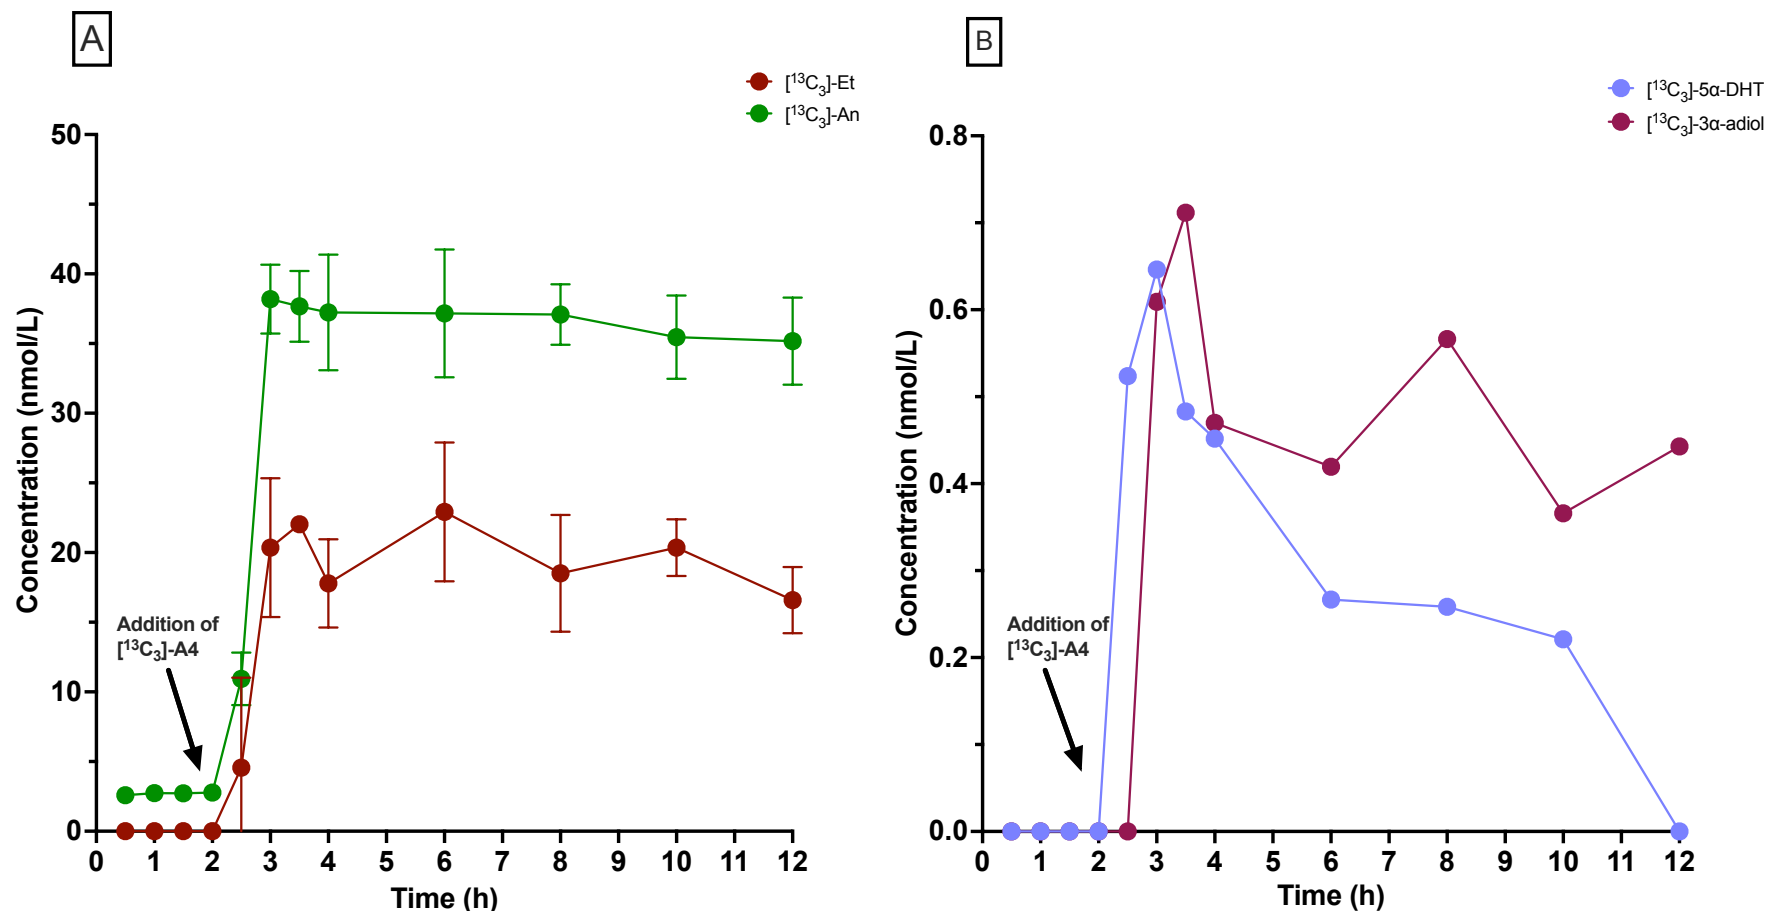 A
[¹³C₃]-Et
[¹³C₃]-An
50
40
30
20
10
0
Concentration (nmol/L)
Addition of
[¹³C₃]-A4
0 1 2 3 4 5 6 7 8 9 10 11 12
Time (h)
B
[¹³C₃]-5α-DHT
[¹³C₃]-3α-adiol
0.8
0.6
0.4
0.2
0.0
Concentration (nmol/L)
Addition of
[¹³C₃]-A4
0 1 2 3 4 5 6 7 8 9 10 11 12
Time (h)